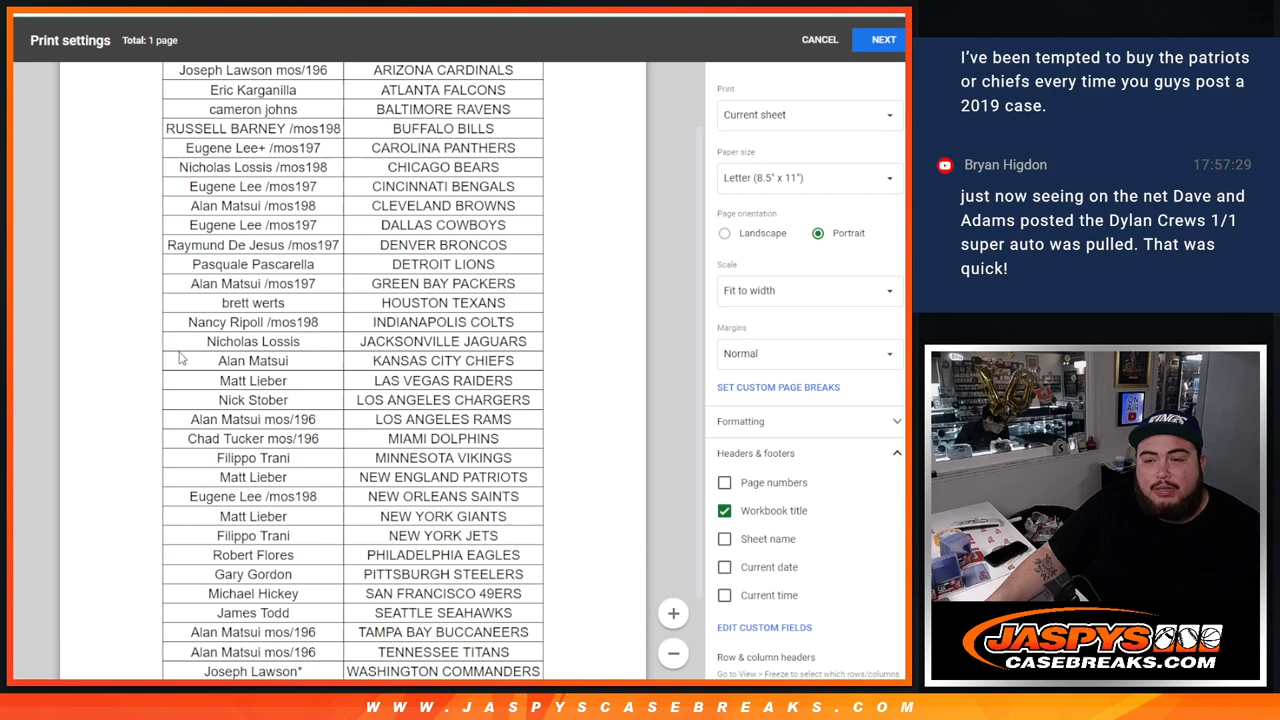 Print settings Total: 1 page
CANCEL NEXT
Joseph Lawson mos/196 ARIZONA CARDINALS
Eric Karganilla ATLANTA FALCONS
cameron johns BALTIMORE RAVENS
RUSSELL BARNEY /mos198 BUFFALO BILLS
Eugene Lee+ /mos197 CAROLINA PANTHERS
Nicholas Lossis /mos198 CHICAGO BEARS
Eugene Lee /mos197 CINCINNATI BENGALS
Alan Matsui /mos198 CLEVELAND BROWNS
Eugene Lee /mos197 DALLAS COWBOYS
Raymund De Jesus /mos197 DENVER BRONCOS
Pasquale Pascarella DETROIT LIONS
Alan Matsui /mos197 GREEN BAY PACKERS
brett werts HOUSTON TEXANS
Nancy Ripoll /mos198 INDIANAPOLIS COLTS
Nicholas Lossis JACKSONVILLE JAGUARS
Alan Matsui KANSAS CITY CHIEFS
Matt Lieber LAS VEGAS RAIDERS
Nick Stober LOS ANGELES CHARGERS
Alan Matsui mos/196 LOS ANGELES RAMS
Chad Tucker mos/196 MIAMI DOLPHINS
Filippo Trani MINNESOTA VIKINGS
Matt Lieber NEW ENGLAND PATRIOTS
Eugene Lee /mos198 NEW ORLEANS SAINTS
Matt Lieber NEW YORK GIANTS
Filippo Trani NEW YORK JETS
Robert Flores PHILADELPHIA EAGLES
Gary Gordon PITTSBURGH STEELERS
Michael Hickey SAN FRANCISCO 49ERS
James Todd SEATTLE SEAHAWKS
Alan Matsui mos/196 TAMPA BAY BUCCANEERS
Alan Matsui mos/196 TENNESSEE TITANS
Joseph Lawson* WASHINGTON COMMANDERS
Print
Current sheet
Paper size
Letter (8.5" x 11")
Page orientation
Landscape Portrait
Scale
Fit to width
Margins
Normal
SET CUSTOM PAGE BREAKS
Formatting
Headers & footers
Page numbers
Workbook title
Sheet name
Current date
Current time
EDIT CUSTOM FIELDS
Row & column headers
Go to View > Freeze to select which rows/columns
I've been tempted to buy the patriots
or chiefs every time you guys post a
2019 case.
Bryan Higdon 17:57:29
just now seeing on the net Dave and
Adams posted the Dylan Crews 1/1
super auto was pulled. That was
quick!
ON
AIR
KINGS
JASPYS
CASEBREAKS.COM
WWW.JASPYSCASEBREAKS.COM